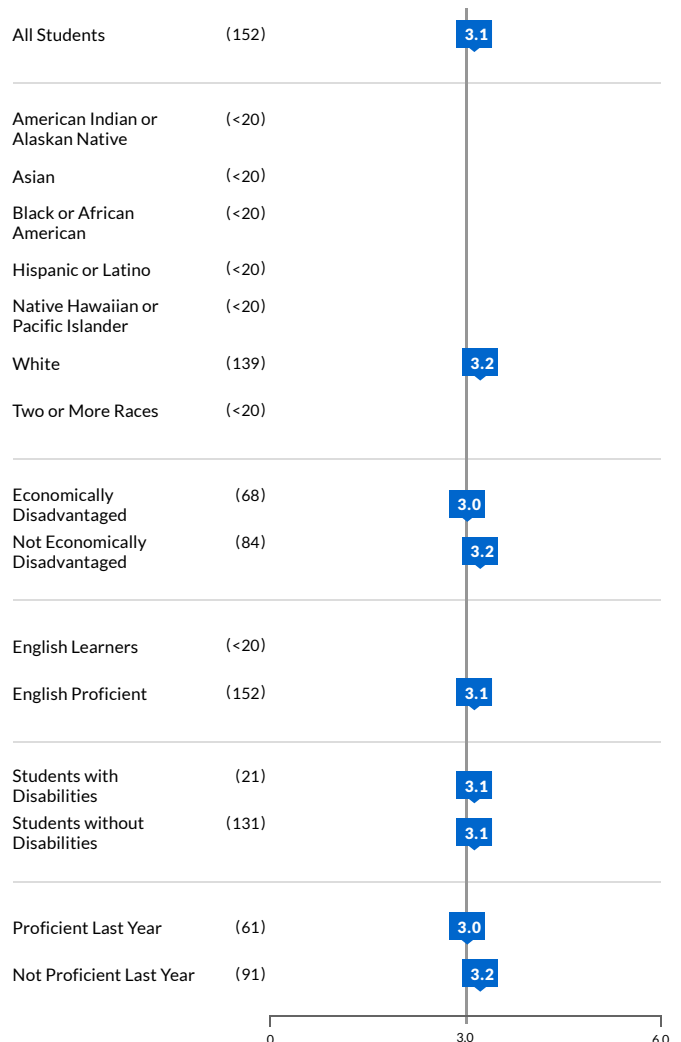 All Students (152) 3.1
American Indian or (<20)
Alaskan Native
Asian (<20)
Black or African (<20)
American
Hispanic or Latino (<20)
Native Hawaiian or (<20)
Pacific Islander
White (139) 3.2
Two or More Races (<20)
Economically (68) 3.0
Disadvantaged
Not Economically (84) 3.2
Disadvantaged
English Learners (<20)
English Proficient (152) 3.1
Students with (21) 3.1
Disabilities
Students without (131) 3.1
Disabilities
Proficient Last Year (61) 3.0
Not Proficient Last Year (91) 3.2
0 3.0 6.0